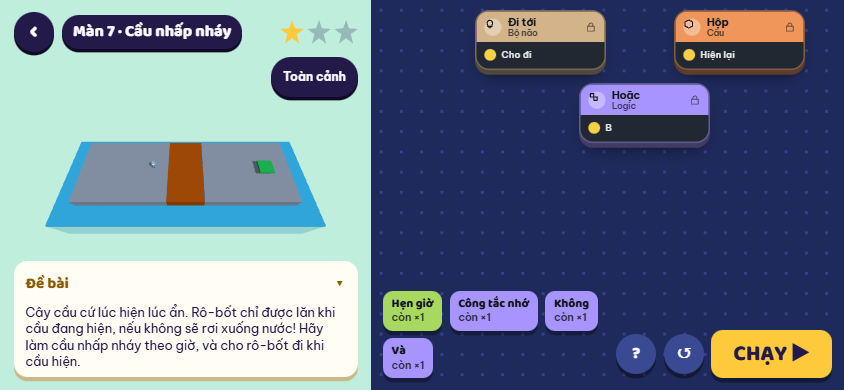 Màn 7 · Cầu nhấp nháy
Toàn cảnh
Đề bài
Cây cầu cứ lúc hiện lúc ẩn. Rô-bốt chỉ được lăn khi
cầu đang hiện, nếu không sẽ rơi xuống nước! Hãy
làm cầu nhấp nháy theo giờ, và cho rô-bốt đi khi
cầu hiện.
Đi tới
Bộ não
Cho đi
Hộp
Cầu
Hiện lại
Hoặc
Logic
B
Hẹn giờ
còn ×1
Công tắc nhớ
còn ×1
Không
còn ×1
Và
còn ×1
?
CHẠY